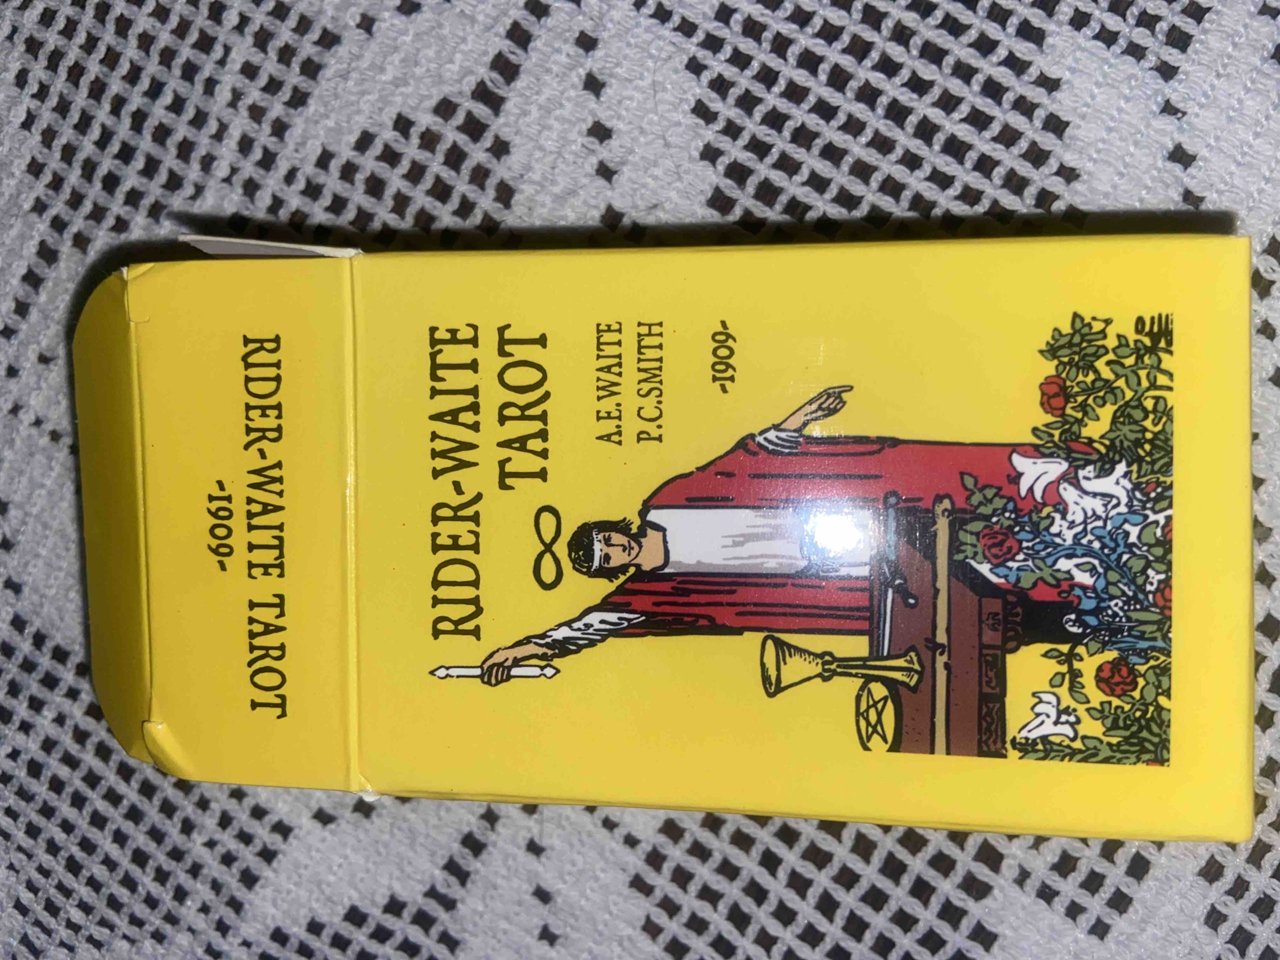 RIDER-WAITE TAROT
-1909-
RIDER-WAITE
TAROT
A.E.WAITE
P.C.SMITH
-1909-